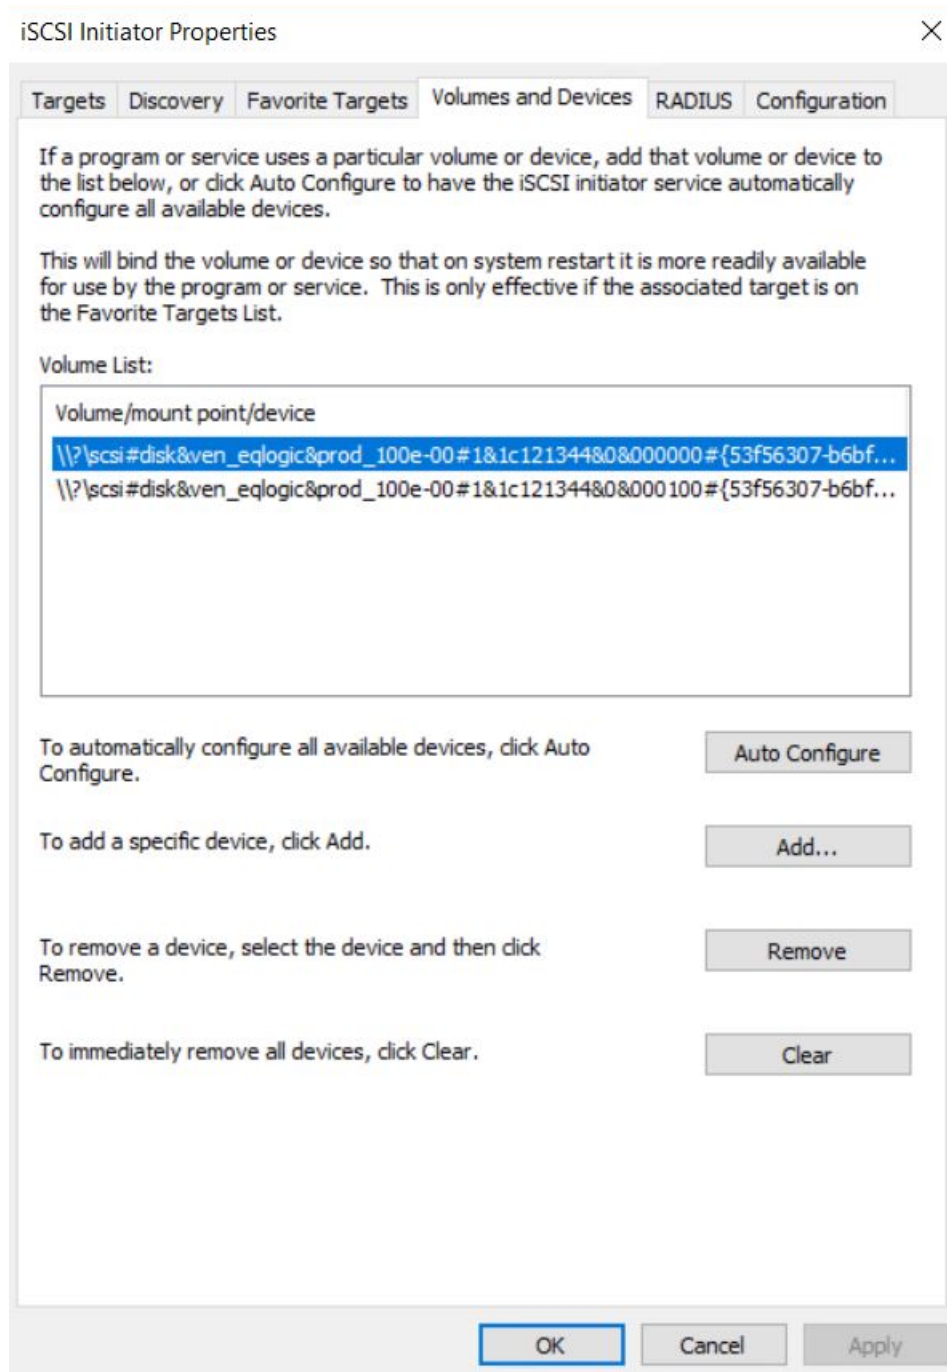 iSCSI Initiator Properties
Targets Discovery Favorite Targets Volumes and Devices RADIUS Configuration
If a program or service uses a particular volume or device, add that volume or device to
the list below, or click Auto Configure to have the iSCSI initiator service automatically
configure all available devices.
This will bind the volume or device so that on system restart it is more readily available
for use by the program or service. This is only effective if the associated target is on
the Favorite Targets List.
Volume List:
Volume/mount point/device
\\?\scsi#disk&ven_eqlogic&prod_100e-00#1&1c121344&0&000000#{53f56307-b6bf...
\\?\scsi#disk&ven_eqlogic&prod_100e-00#1&1c121344&0&000100#{53f56307-b6bf...
To automatically configure all available devices, click Auto
Configure.
Auto Configure
To add a specific device, click Add.
Add...
To remove a device, select the device and then click
Remove.
Remove
To immediately remove all devices, click Clear.
Clear
OK Cancel Apply